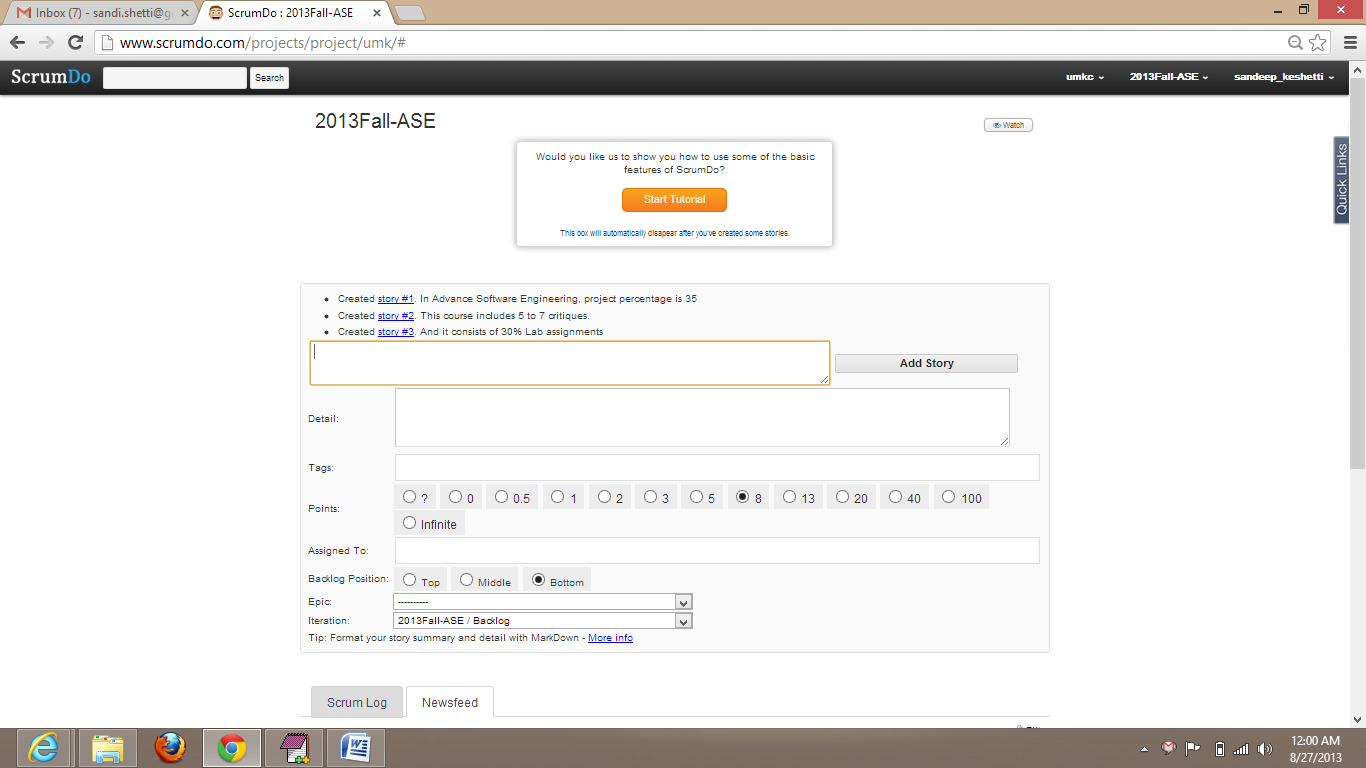 Inbox (7) - sandi.shetti@g
ScrumDo : 2013Fall-ASE
www.scrumdo.com/projects/project/umk/#
ScrumDo
Search
umkc
2013Fall-ASE
sandeep_keshetti
2013Fall-ASE
Watch
Quick Links
Would you like us to show you how to use some of the basic
features of ScrumDo?
Start Tutorial
This box will automatically disapear after you've created some stories.
Created story #1. In Advance Software Engineering, project percentage is 35
Created story #2. This course includes 5 to 7 critiques.
Created story #3. And it consists of 30% Lab assignments
Add Story
Detail:
Tags:
Points:
? 0 0.5 1 2 3 5 8 13 20 40 100
Infinite
Assigned To:
Backlog Position: Top Middle Bottom
Epic: ----------
Iteration: 2013Fall-ASE / Backlog
Tip: Format your story summary and detail with MarkDown - More info
Scrum Log
Newsfeed
12:00 AM
8/27/2013